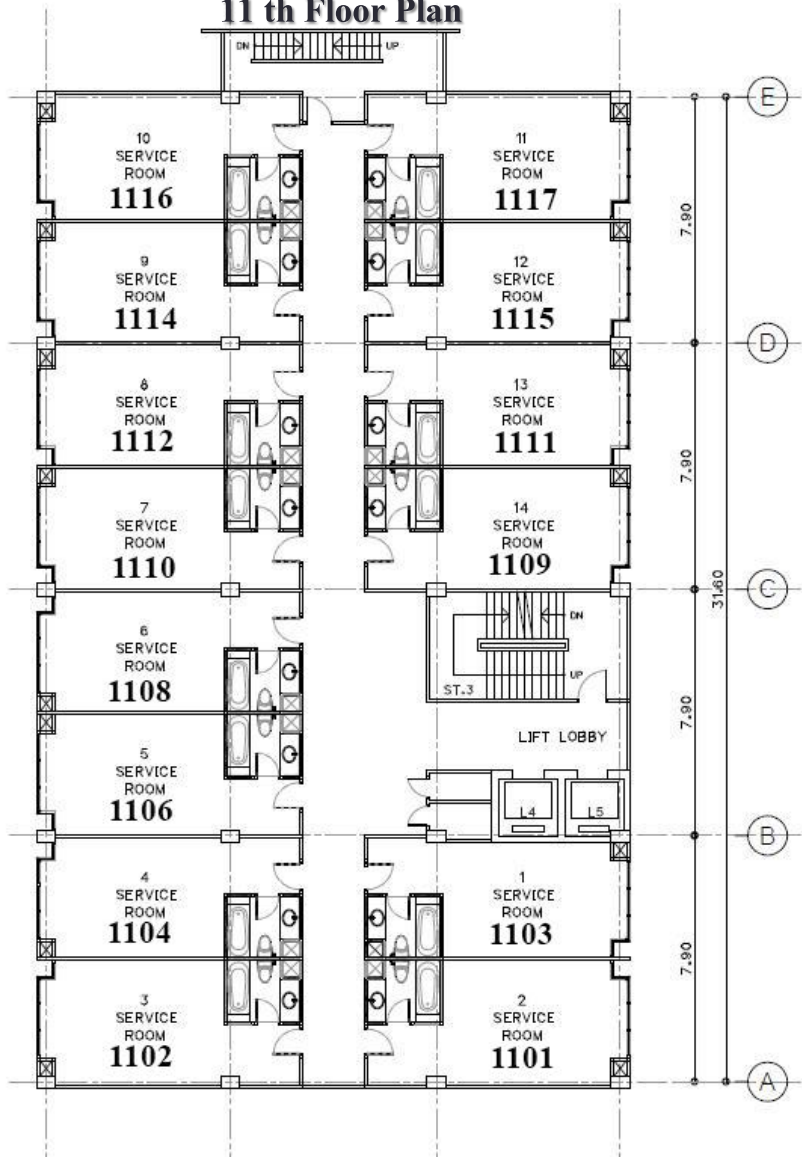 11 th Floor Plan
DN
UP
E
10
SERVICE
ROOM
1116
11
SERVICE
ROOM
1117
7.90
9
SERVICE
ROOM
1114
12
SERVICE
ROOM
1115
D
8
SERVICE
ROOM
1112
13
SERVICE
ROOM
1111
7.90
7
SERVICE
ROOM
1110
14
SERVICE
ROOM
1109
C
31.60
6
SERVICE
ROOM
1108
DN
UP
ST.3
7.90
LIFT LOBBY
5
SERVICE
ROOM
1106
L4
L5
B
4
SERVICE
ROOM
1104
1
SERVICE
ROOM
1103
7.90
3
SERVICE
ROOM
1102
2
SERVICE
ROOM
1101
A